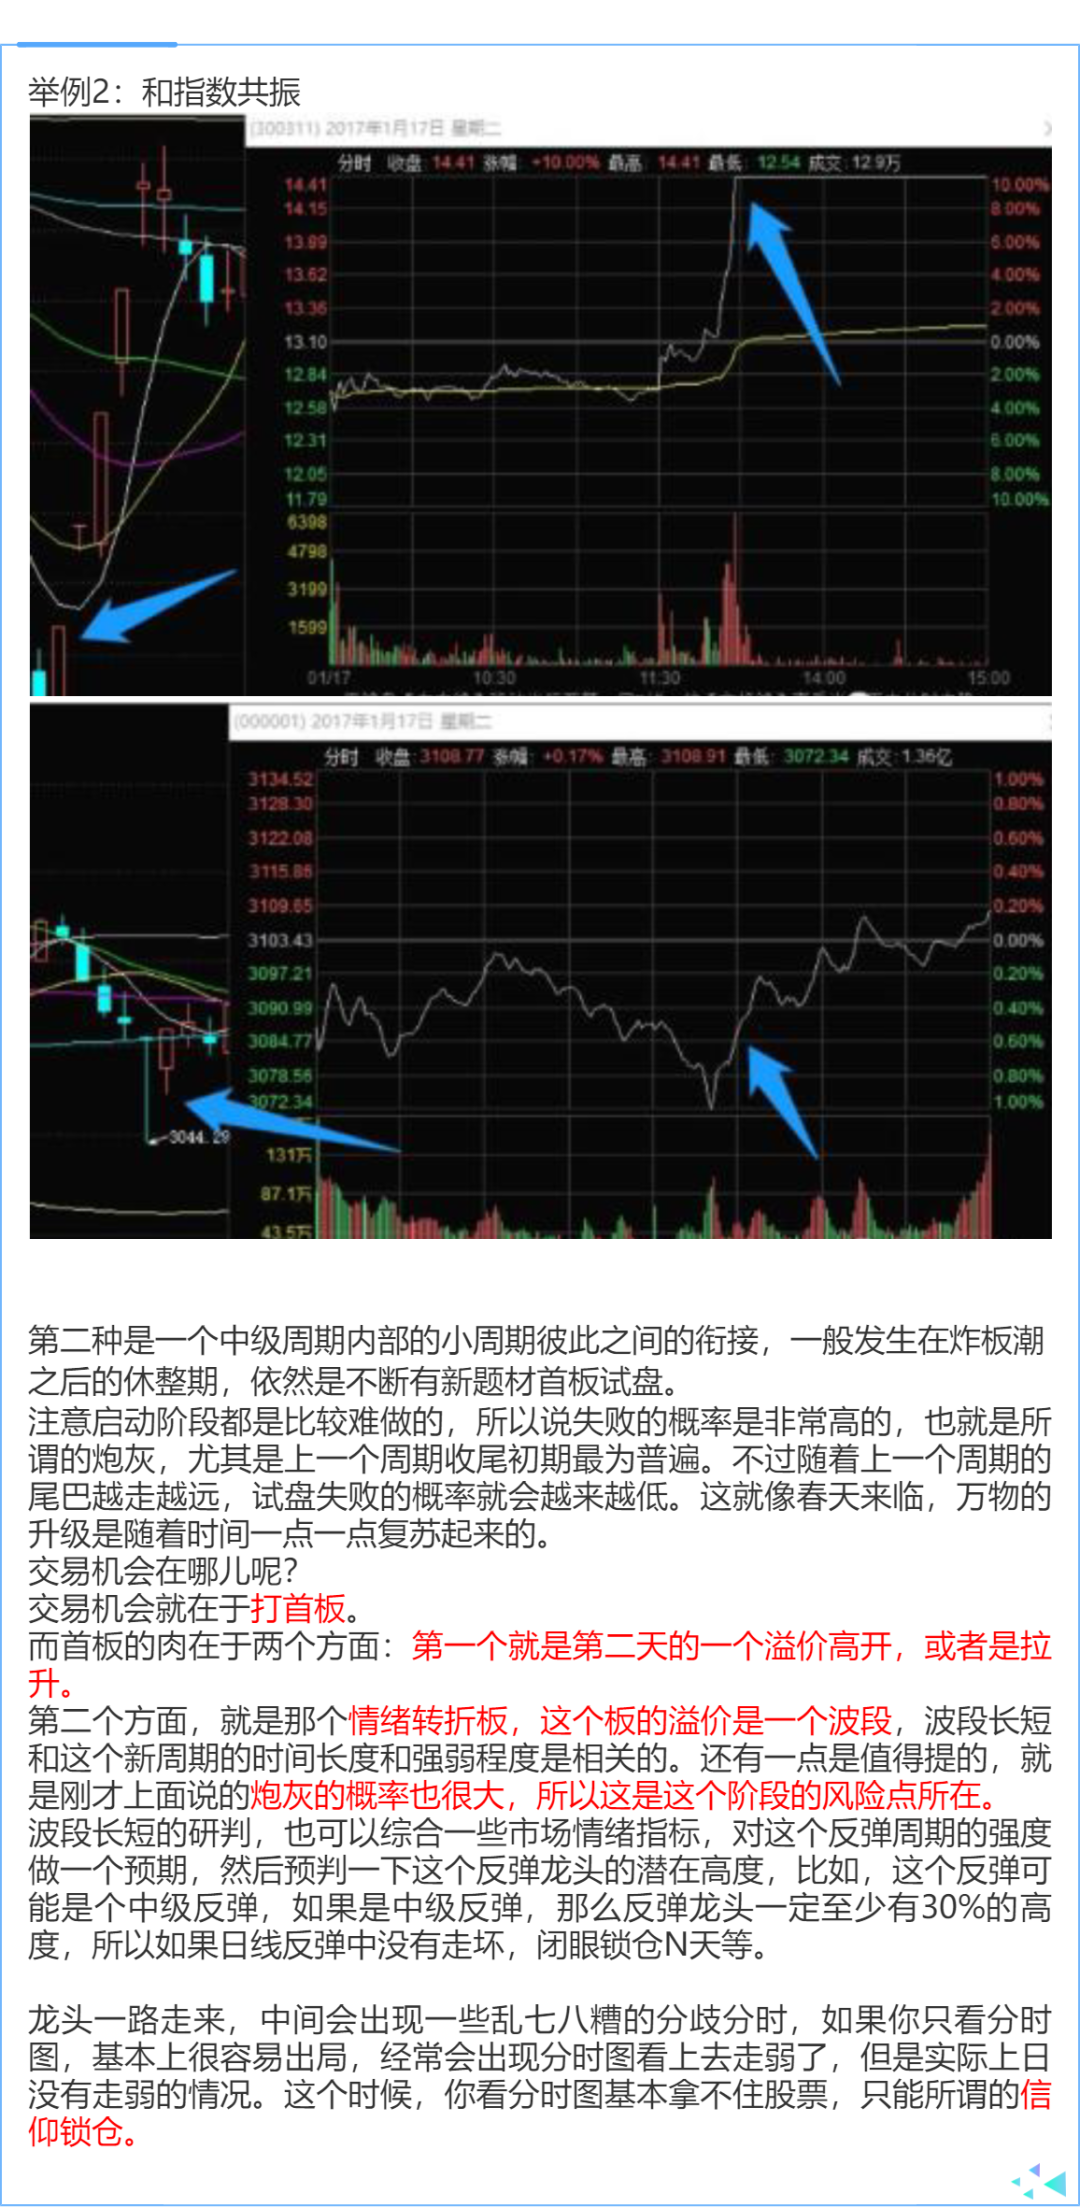 举例2：和指数共振
(300311) 2017年1月17日 星期二
分时 收盘: 14.41 涨幅: +10.00% 最高: 14.41 最低: 12.54 成交: 12.9万
14.41 10.00%
14.15 8.00%
13.89 6.00%
13.62 4.00%
13.36 2.00%
13.10 0.00%
12.84 2.00%
12.58 4.00%
12.31 6.00%
12.05 8.00%
11.79 10.00%
6398
4798
3199
1599
01/17 10:30 11:30 14:00 15:00
(000001) 2017年1月17日 星期二
分时 收盘: 3108.77 涨幅: +0.17% 最高: 3108.91 最低: 3072.34 成交: 1.36亿
3134.52 1.00%
3128.30 0.80%
3122.08 0.60%
3115.86 0.40%
3109.65 0.20%
3103.43 0.00%
3097.21 0.20%
3090.99 0.40%
3084.77 0.60%
3078.56 0.80%
3072.34 1.00%
3044.29
131万
87.1万
43.5万
第二种是一个中级周期内部的小周期彼此之间的衔接，一般发生在炸板潮
之后的休整期，依然是不断有新题材首板试盘。
注意启动阶段都是比较难做的，所以说失败的概率是非常高的，也就是所
谓的炮灰，尤其是上一个周期收尾初期最为普遍。不过随着上一个周期的
尾巴越走越远，试盘失败的概率就会越来越低。这就像春天来临，万物的
升级是随着时间一点一点复苏起来的。
交易机会在哪儿呢？
交易机会就在于打首板。
而首板的肉在于两个方面：第一个就是第二天的一个溢价高开，或者是拉
升。
第二个方面，就是那个情绪转折板，这个板的溢价是一个波段，波段长短
和这个新周期的时间长度和强弱程度是相关的。还有一点是值得提的，就
是刚才上面说的炮灰的概率也很大，所以这是这个阶段的风险点所在。
波段长短的研判，也可以综合一些市场情绪指标，对这个反弹周期的强度
做一个预期，然后预判一下这个反弹龙头的潜在高度，比如，这个反弹可
能是个中级反弹，如果是中级反弹，那么反弹龙头一定至少有30%的高
度，所以如果日线反弹中没有走坏，闭眼锁仓N天等。
龙头一路走来，中间会出现一些乱七八糟的分歧分时，如果你只看分时
图，基本上很容易出局，经常会出现分时图看上去走弱了，但是实际上日
没有走弱的情况。这个时候，你看分时图基本拿不住股票，只能所谓的信
仰锁仓。